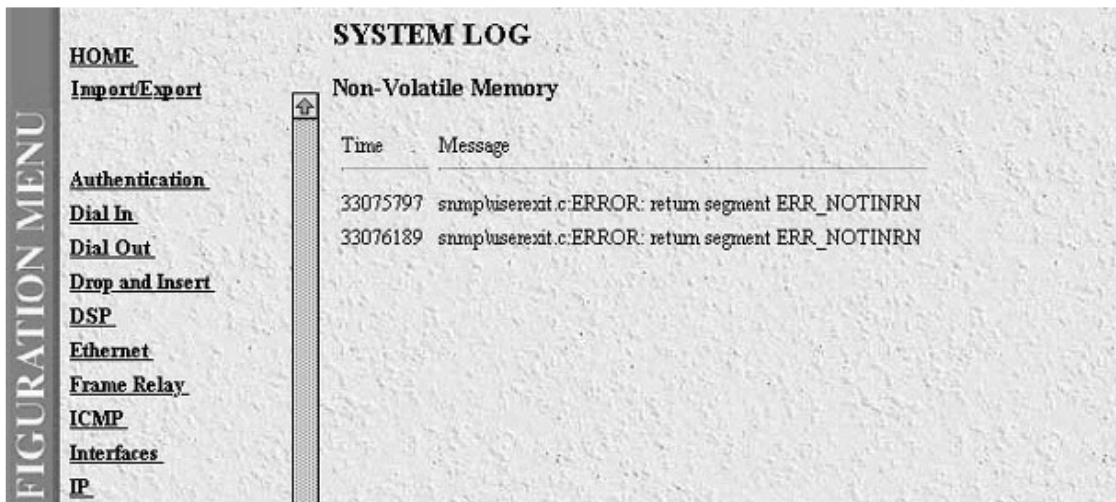 FIGURATION MENU
HOME
Import/Export
Authentication
Dial In
Dial Out
Drop and Insert
DSP
Ethernet
Frame Relay
ICMP
Interfaces
IP
SYSTEM LOG
Non-Volatile Memory
Time Message
33075797 snmp\userexit.c:ERROR: return segment ERR_NOTINRN
33076189 snmp\userexit.c:ERROR: return segment ERR_NOTINRN